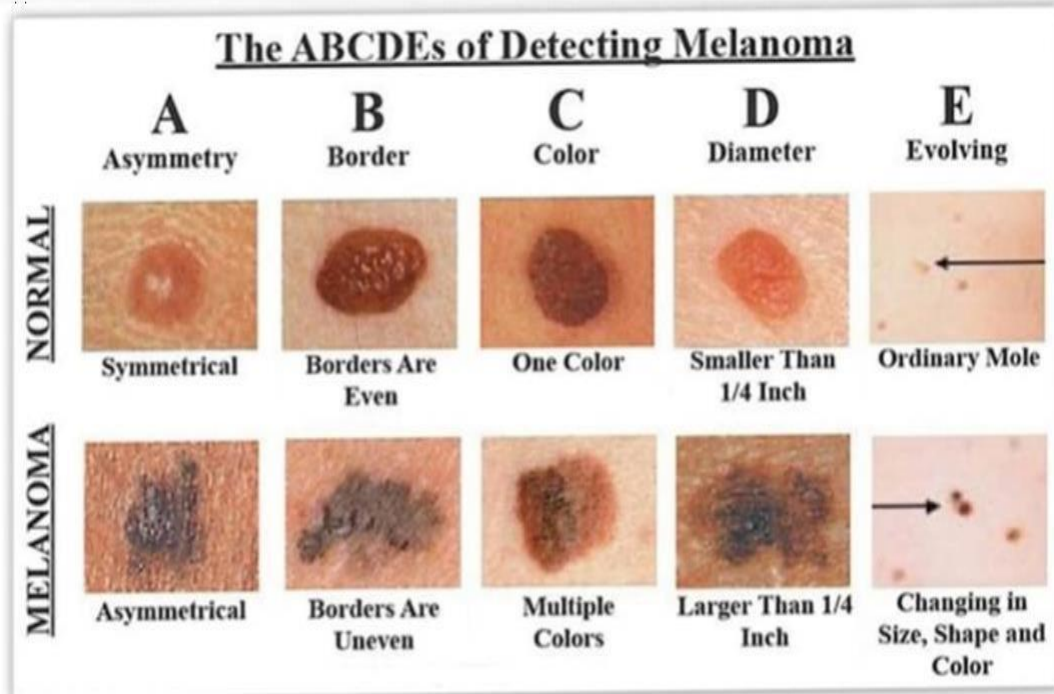 The ABCDEs of Detecting Melanoma
A B C D E
Asymmetry Border Color Diameter Evolving
NORMAL
Symmetrical
Borders Are
Even
One Color
Smaller Than
1/4 Inch
Ordinary Mole
MELANOMA
Asymmetrical
Borders Are
Uneven
Multiple
Colors
Larger Than 1/4
Inch
Changing in
Size, Shape and
Color